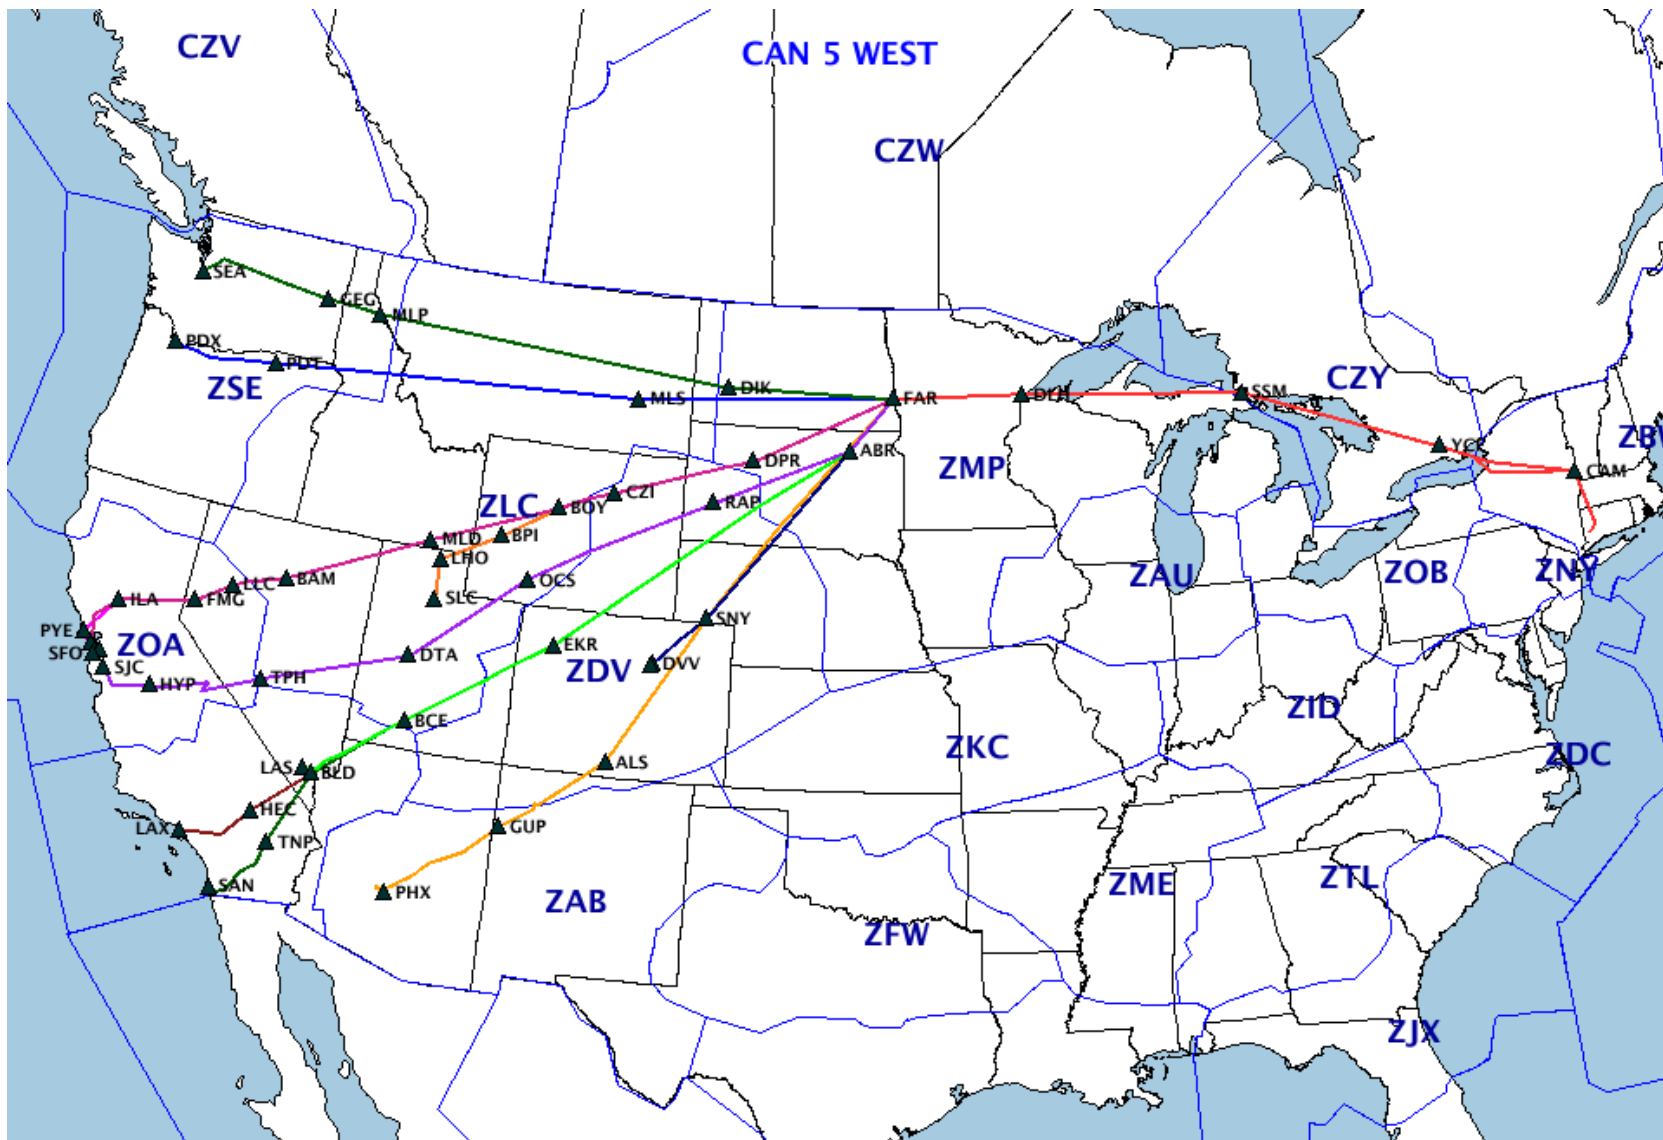 CZV
CAN 5 WEST
CZW
SEA
GEG
MLP
PDX
PDT
ZSE
MLS
DIK
FAR
DLH
SSM
CZY
ZMP
ABR
YCF
CAM
DPR
CZI
RAP
ZLC
BOY
BPI
MLD
LHO
OCS
SLC
BAM
LLC
FMG
ILA
PYE
SFO
ZOA
SJC
HYP
TPH
DTA
EKR
ZDV
DVV
SNY
ZAU
ZOB
ZNY
BCE
ALS
ZKC
ZID
ZDC
LAS
BLD
HEC
LAX
TNP
GUP
SAN
PHX
ZAB
ZFW
ZME
ZTL
ZJX